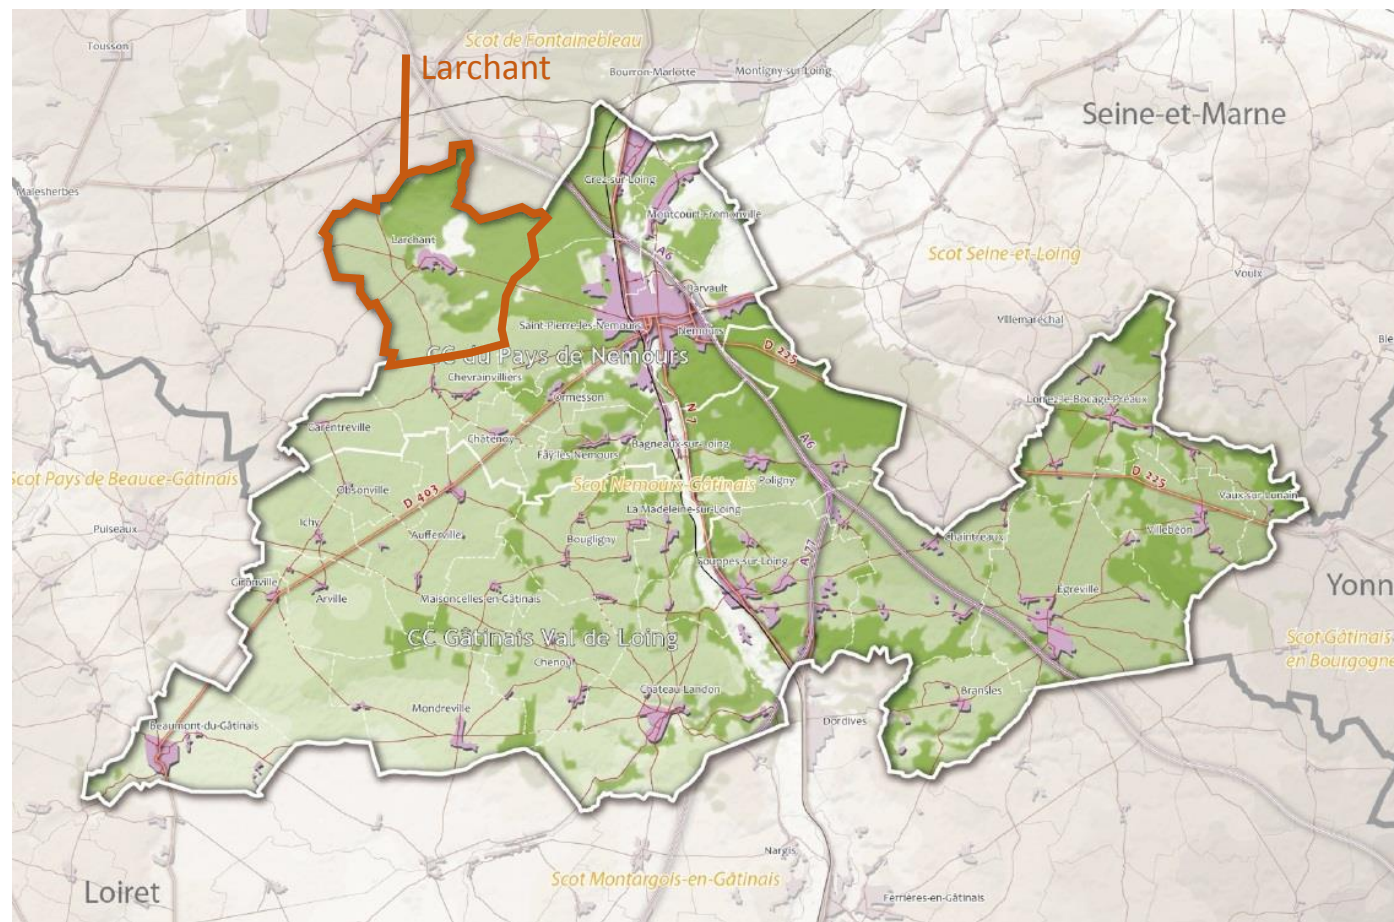 Scot de Fontainebleau
Tousson
Larchant
Bourron-Marlotte
Montigny-sur-Loing
Seine-et-Marne
Malesherbes
Grez-sur-Loing
Moncourt-Fromonville
Larchant
A6
Scot Seine-et-Loing
Voulx
Darvault
Villemaréchal
Saint-Pierre-lès-Nemours
Nemours
D 225
CC du Pays de Nemours
Chevrainvilliers
Ormesson
Lorrez-le-Bocage-Préaux
N 7
Garentreville
Châtenoy
A6
Bagneaux-sur-Loing
Faÿ-lès-Nemours
Scot Pays de Beauce-Gâtinais
D 225
Obsonville
D 403
Scot Nemours-Gâtinais
Poligny
Vaux-sur-Lunain
La Madeleine-sur-Loing
Puiseaux
Ichy
Aufferville
Bougligny
Chaintreaux
Villebéon
A 77
Souppes-sur-Loing
Gironville
Arville
Maisoncelles-en-Gâtinais
Egreville
Yonn
CC Gâtinais Val de Loing
Scot Gâtinais
en Bourgogne
Chenou
Château-Landon
Bransles
Mondreville
Beaumont-du-Gâtinais
Dordives
Nargis
Loiret
Scot Montargois-en-Gâtinais
Ferrières-en-Gâtinais